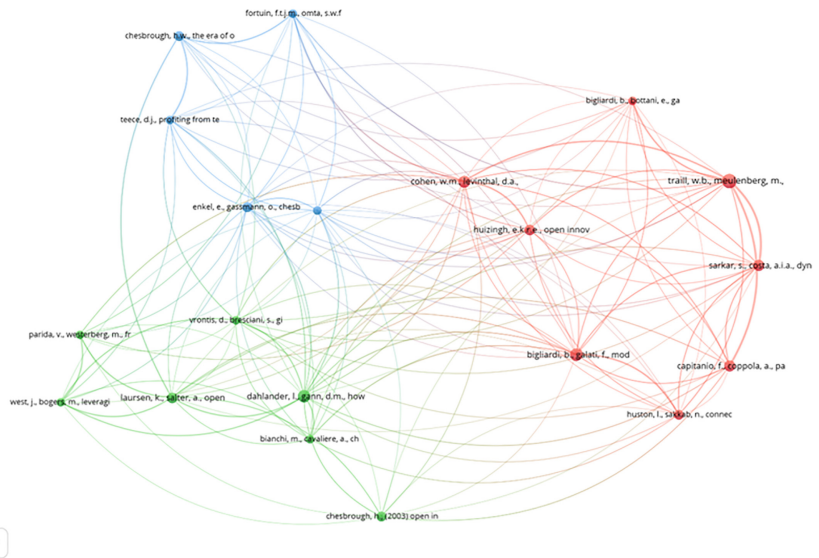 fortuin, f.t.j.m., omta, s.w.f
chesbrough, h.w., the era of o
bigliardi, b., bottani, e., ga
teece, d.j., profiting from te
cohen, w.m., levinthal, d.a.,
traill, w.b., meulenberg, m.,
enkel, e., gassmann, o., chesb
huizingh, e.k.r.e., open innov
sarkar, s., costa, a.i.a., dyn
vrontis, d., bresciani, s., gi
parida, v., westerberg, m., fr
bigliardi, b., galati, f., mod
capitanio, f., coppola, a., pa
west, j., bogers, m., leveragi
laursen, k., salter, a., open
dahlander, l., gann, d.m., how
huston, l., sakkab, n., connec
bianchi, m., cavaliere, a., ch
chesbrough, h., (2003) open in